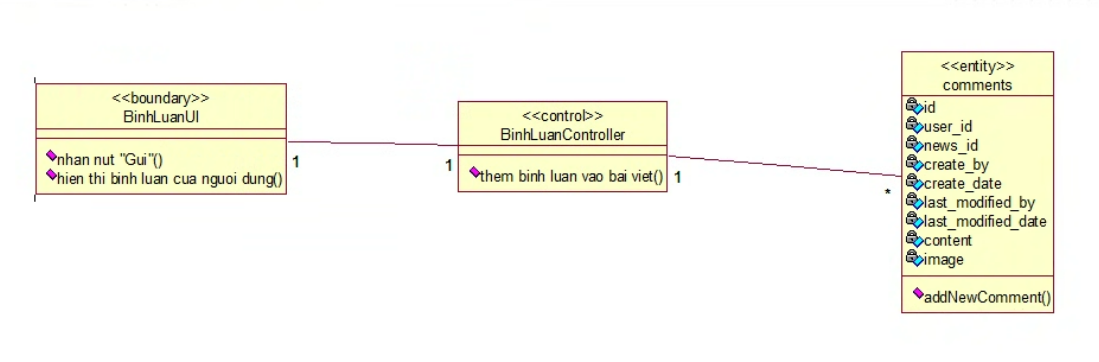 <<boundary>>
BinhLuanUI
nhan nut "Gui"()
hien thi binh luan cua nguoi dung()
1
1
<<control>>
BinhLuanController
them binh luan vao bai viet()
1
*
<<entity>>
comments
id
user_id
news_id
create_by
create_date
last_modified_by
last_modified_date
content
image
addNewComment()